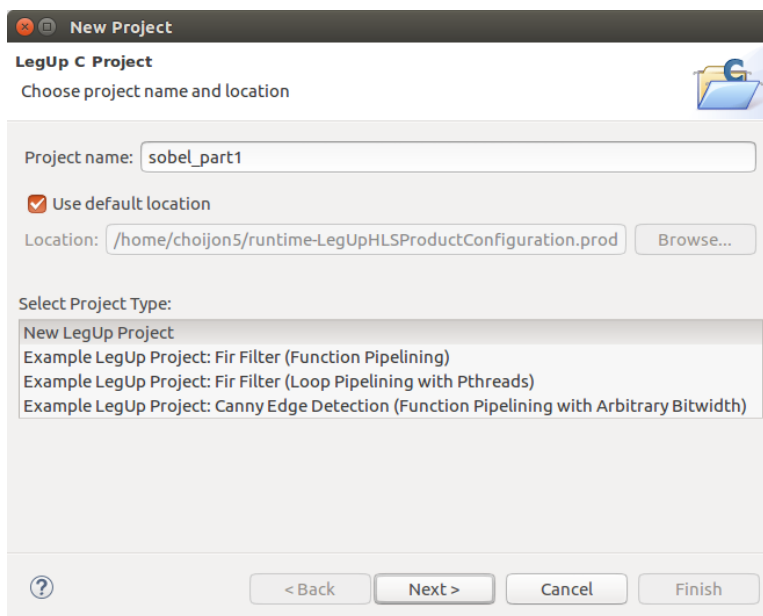 New Project
LegUp C Project
Choose project name and location
C
Project name: sobel_part1
Use default location
Location: /home/choijon5/runtime-LegUpHLSProductConfiguration.prod Browse...
Select Project Type:
New LegUp Project
Example LegUp Project: Fir Filter (Function Pipelining)
Example LegUp Project: Fir Filter (Loop Pipelining with Pthreads)
Example LegUp Project: Canny Edge Detection (Function Pipelining with Arbitrary Bitwidth)
? < Back Next > Cancel Finish